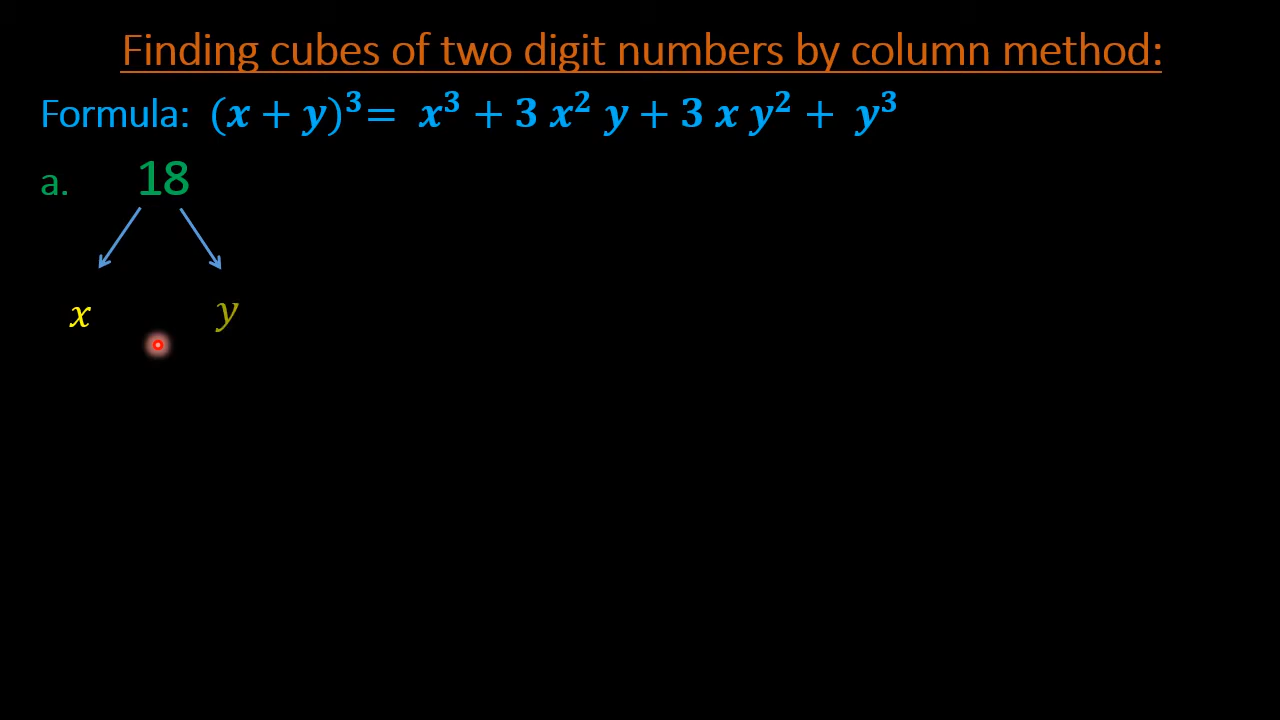 Finding cubes of two digit numbers by column method:
Formula: (x + y)³= x³ + 3 x² y + 3 x y² + y³
a. 18
x y